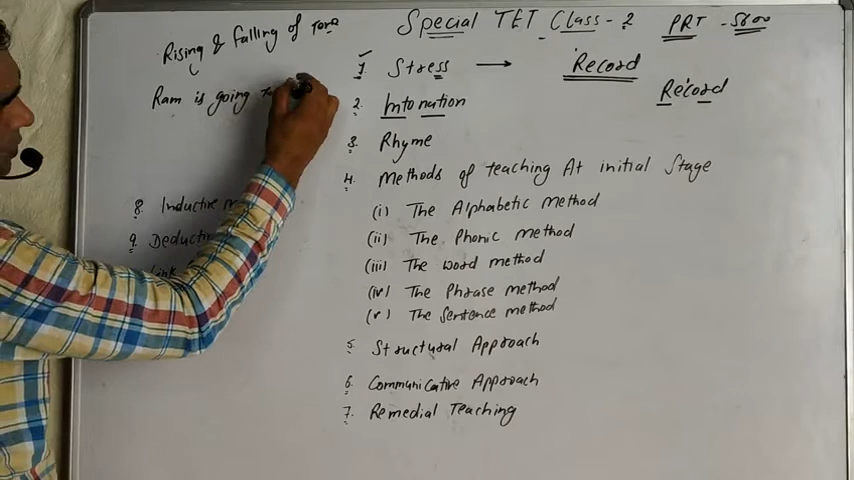 Special TET Class - 2 PRT - 5800
Rising & Falling of Tone
Ram is going
1. Stress → Record
Record
2. Intonation
3. Rhyme
4. Methods of teaching At initial Stage
(i) The Alphabetic method
(ii) The Phonic method
(iii) The word method
(iv) The Phrase method
(v) The Sentence method
5. Structural Approach
6. Communicative Approach
7. Remedial Teaching
8. Inductive
9. Deductive